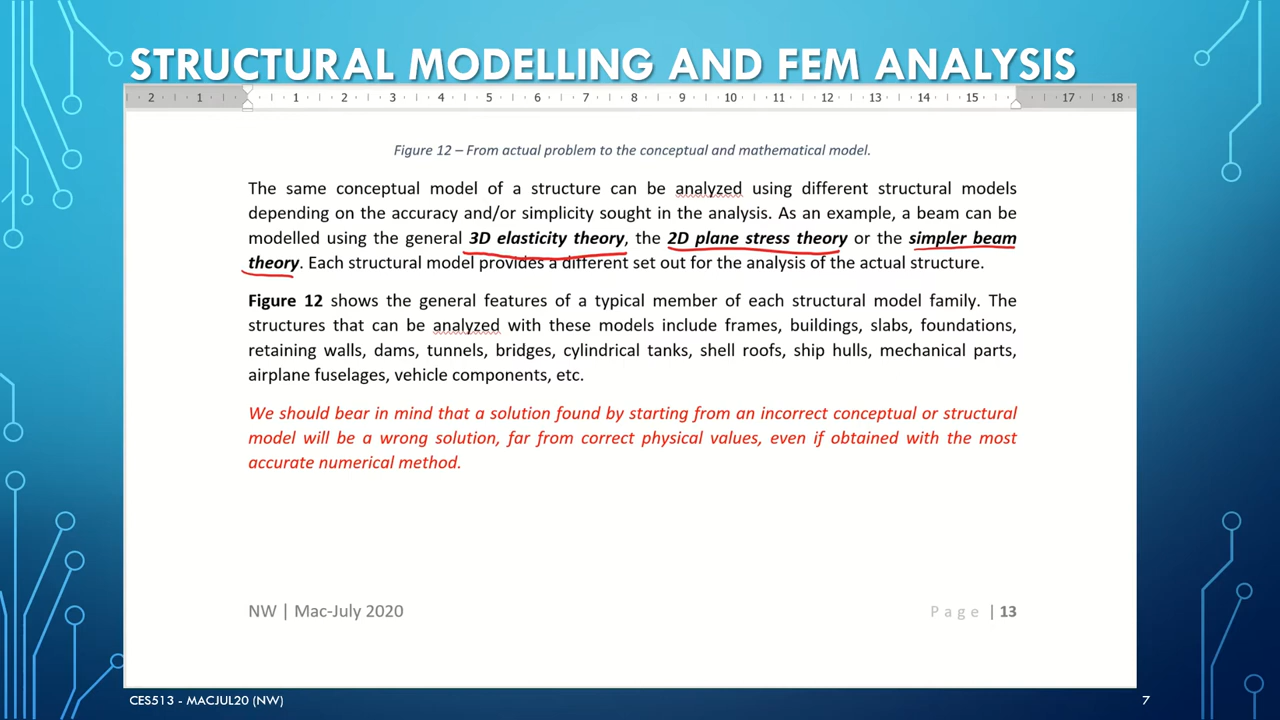 STRUCTURAL MODELLING AND FEM ANALYSIS
2 1 1 2 3 4 5 6 7 8 9 10 11 12 13 14 15 17 18
Figure 12 – From actual problem to the conceptual and mathematical model.
The same conceptual model of a structure can be analyzed using different structural models
depending on the accuracy and/or simplicity sought in the analysis. As an example, a beam can be
modelled using the general 3D elasticity theory, the 2D plane stress theory or the simpler beam
theory. Each structural model provides a different set out for the analysis of the actual structure.
Figure 12 shows the general features of a typical member of each structural model family. The
structures that can be analyzed with these models include frames, buildings, slabs, foundations,
retaining walls, dams, tunnels, bridges, cylindrical tanks, shell roofs, ship hulls, mechanical parts,
airplane fuselages, vehicle components, etc.
We should bear in mind that a solution found by starting from an incorrect conceptual or structural
model will be a wrong solution, far from correct physical values, even if obtained with the most
accurate numerical method.
NW | Mac-July 2020
Page | 13
CES513 - MACJUL20 (NW)
7